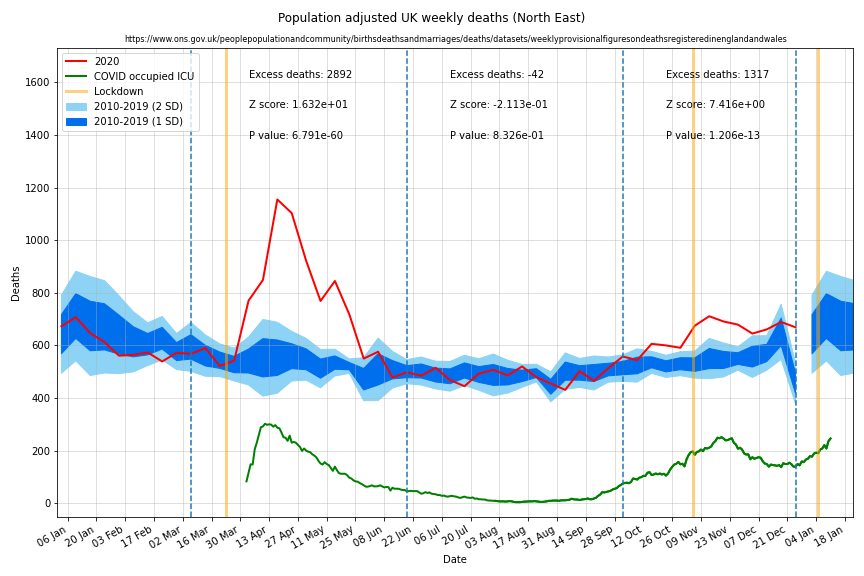 Population adjusted UK weekly deaths (North East)
https://www.ons.gov.uk/peoplepopulationandcommunity/birthsdeathsandmarriages/deaths/datasets/weeklyprovisionalfiguresondeathsregisteredinenglandandwales
2020
COVID occupied ICU
Lockdown
2010-2019 (2 SD)
2010-2019 (1 SD)
Excess deaths: 2892
Z score: 1.632e+01
P value: 6.791e-60
Excess deaths: -42
Z score: -2.113e-01
P value: 8.326e-01
Excess deaths: 1317
Z score: 7.416e+00
P value: 1.206e-13
Deaths
1600
1400
1200
1000
800
600
400
200
0
06 Jan
20 Jan
03 Feb
17 Feb
02 Mar
16 Mar
30 Mar
13 Apr
27 Apr
11 May
25 May
08 Jun
22 Jun
06 Jul
20 Jul
03 Aug
17 Aug
31 Aug
14 Sep
28 Sep
12 Oct
26 Oct
09 Nov
23 Nov
07 Dec
21 Dec
04 Jan
18 Jan
Date